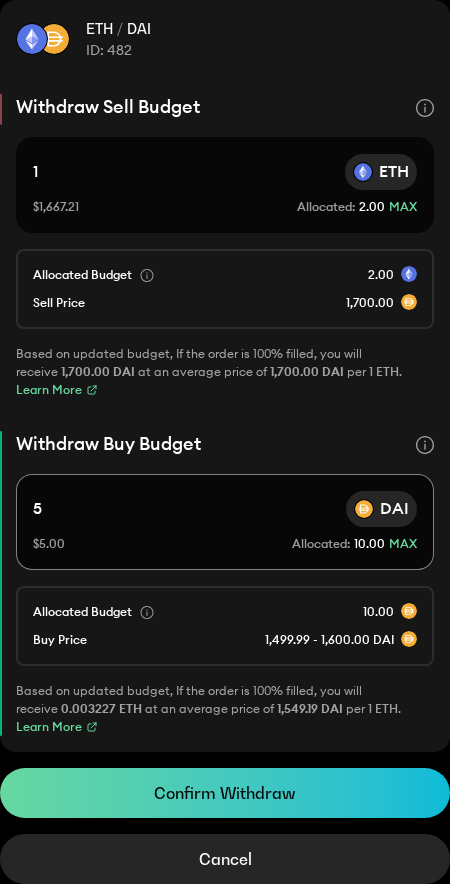 ETH / DAI
ID: 482
Withdraw Sell Budget
1 ETH
$1,667.21 Allocated: 2.00 MAX
Allocated Budget 2.00
Sell Price 1,700.00
Based on updated budget, If the order is 100% filled, you will
receive 1,700.00 DAI at an average price of 1,700.00 DAI per 1 ETH.
Learn More
Withdraw Buy Budget
5 DAI
$5.00 Allocated: 10.00 MAX
Allocated Budget 10.00
Buy Price 1,499.99 - 1,600.00 DAI
Based on updated budget, If the order is 100% filled, you will
receive 0.003227 ETH at an average price of 1,549.19 DAI per 1 ETH.
Learn More
Confirm Withdraw
Cancel